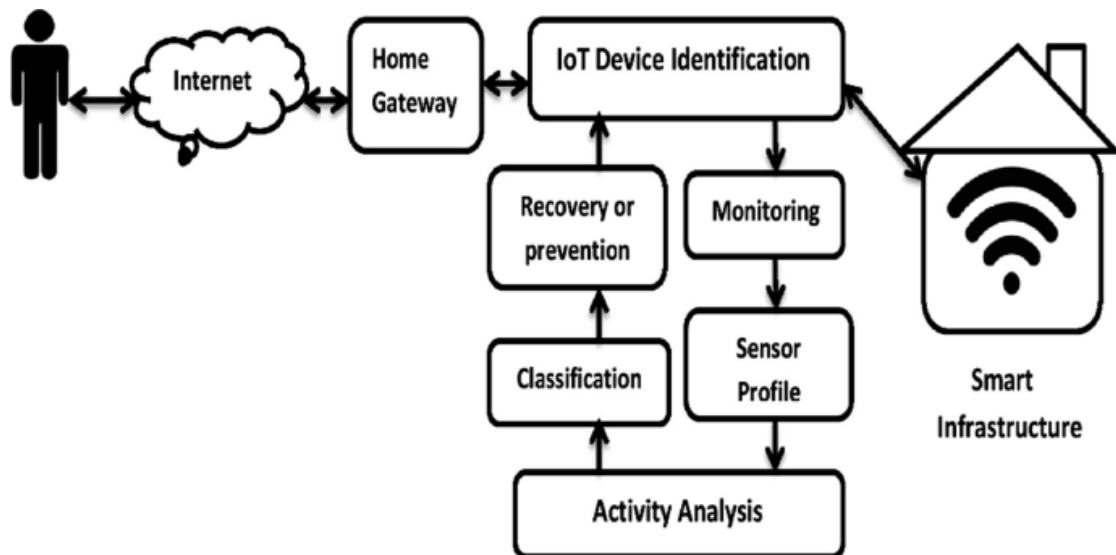 Internet
Home
Gateway
IoT Device Identification
Recovery or
prevention
Monitoring
Classification
Sensor
Profile
Activity Analysis
Smart
Infrastructure